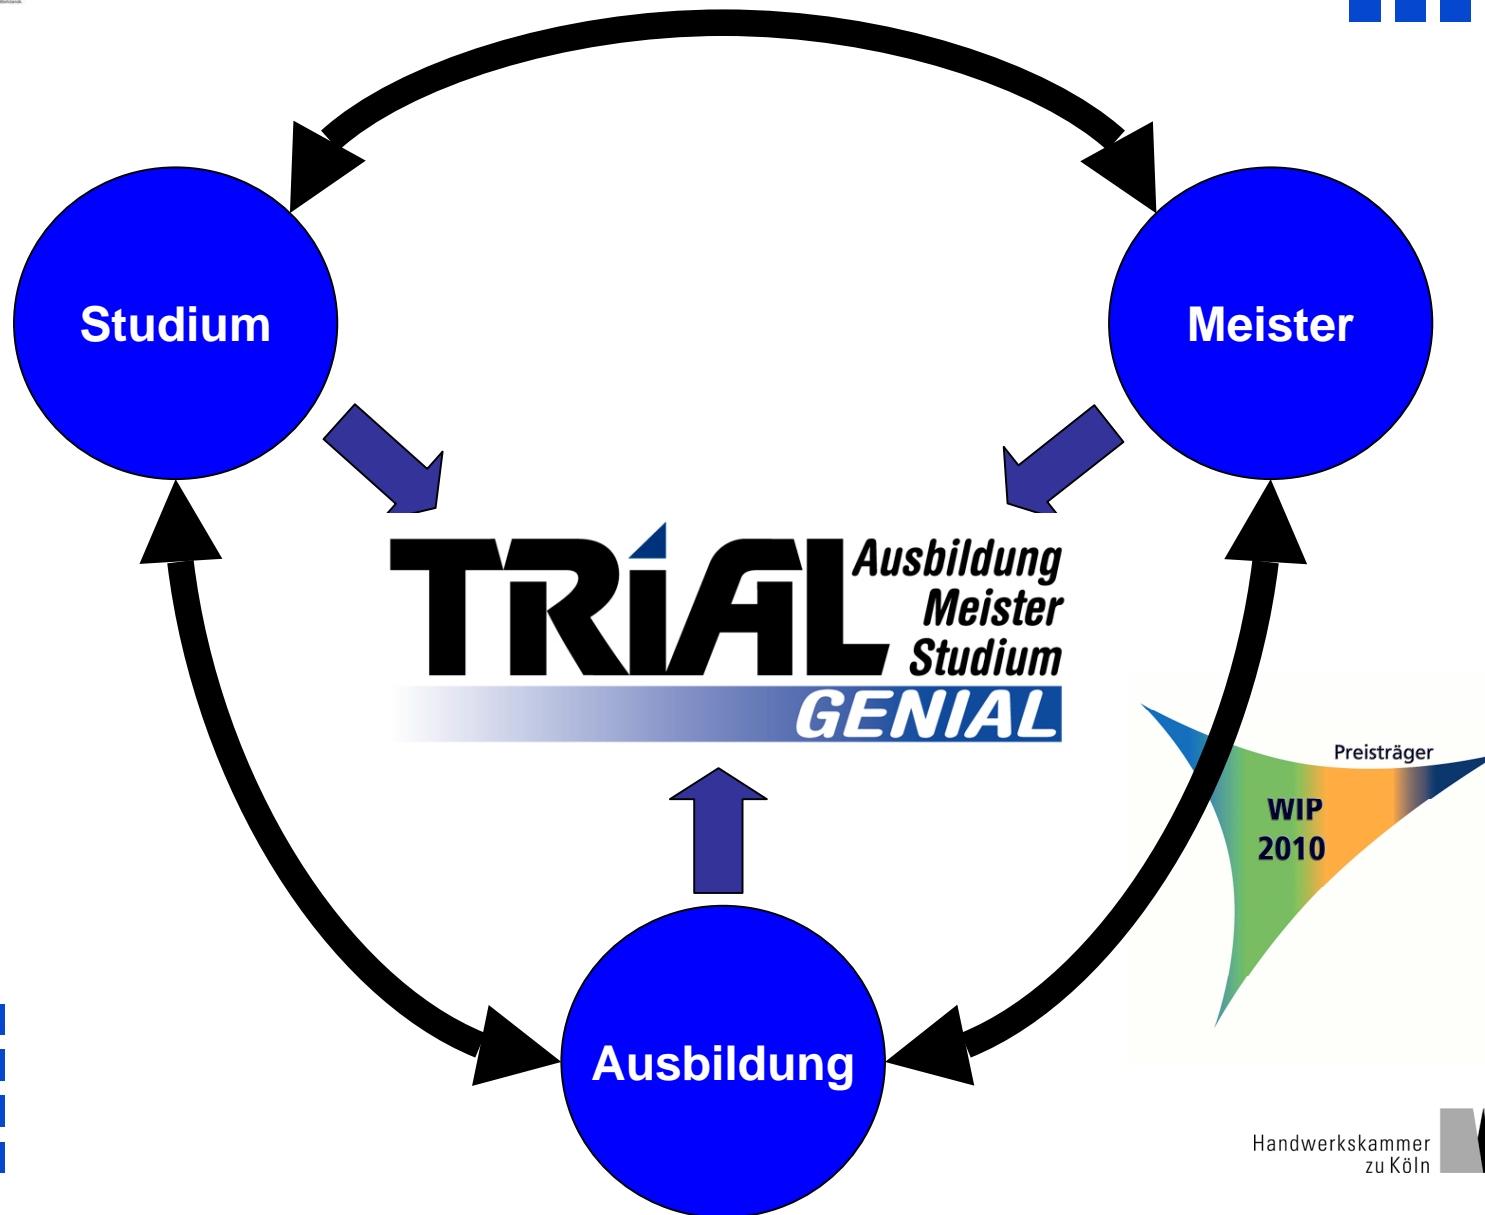 Studium
Meister
TRiAL
Ausbildung
Meister
Studium
GENIAL
Preisträger
WIP
2010
Ausbildung
Handwerkskammer
zu Köln